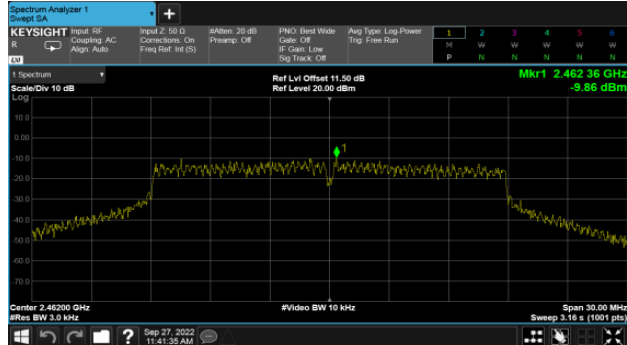 Spectrum Analyzer 1
Swept SA
+
KEYSIGHT Input: RF Input Z: 50 Ω #Atten: 20 dB PNO: Best Wide Avg Type: Log-Power 1 2 3 4 5 6
R Coupling: AC Corrections: On Preamp: Off Gate: Off Trig: Free Run M W W W W W
Align: Auto Freq Ref: Int (S) IF Gain: Low
LXI Sig Track: Off P N N N N N
1 Spectrum Ref Lvl Offset 11.50 dB Mkr1 2.462 36 GHz
Scale/Div 10 dB Ref Level 20.00 dBm -9.86 dBm
Log
10.0
0.00
1
-10.0
-20.0
-30.0
-40.0
-50.0
-60.0
-70.0
Center 2.46200 GHz #Video BW 10 kHz Span 30.00 MHz
#Res BW 3.0 kHz Sweep 3.16 s (1001 pts)
? Sep 27, 2022
11:41:35 AM